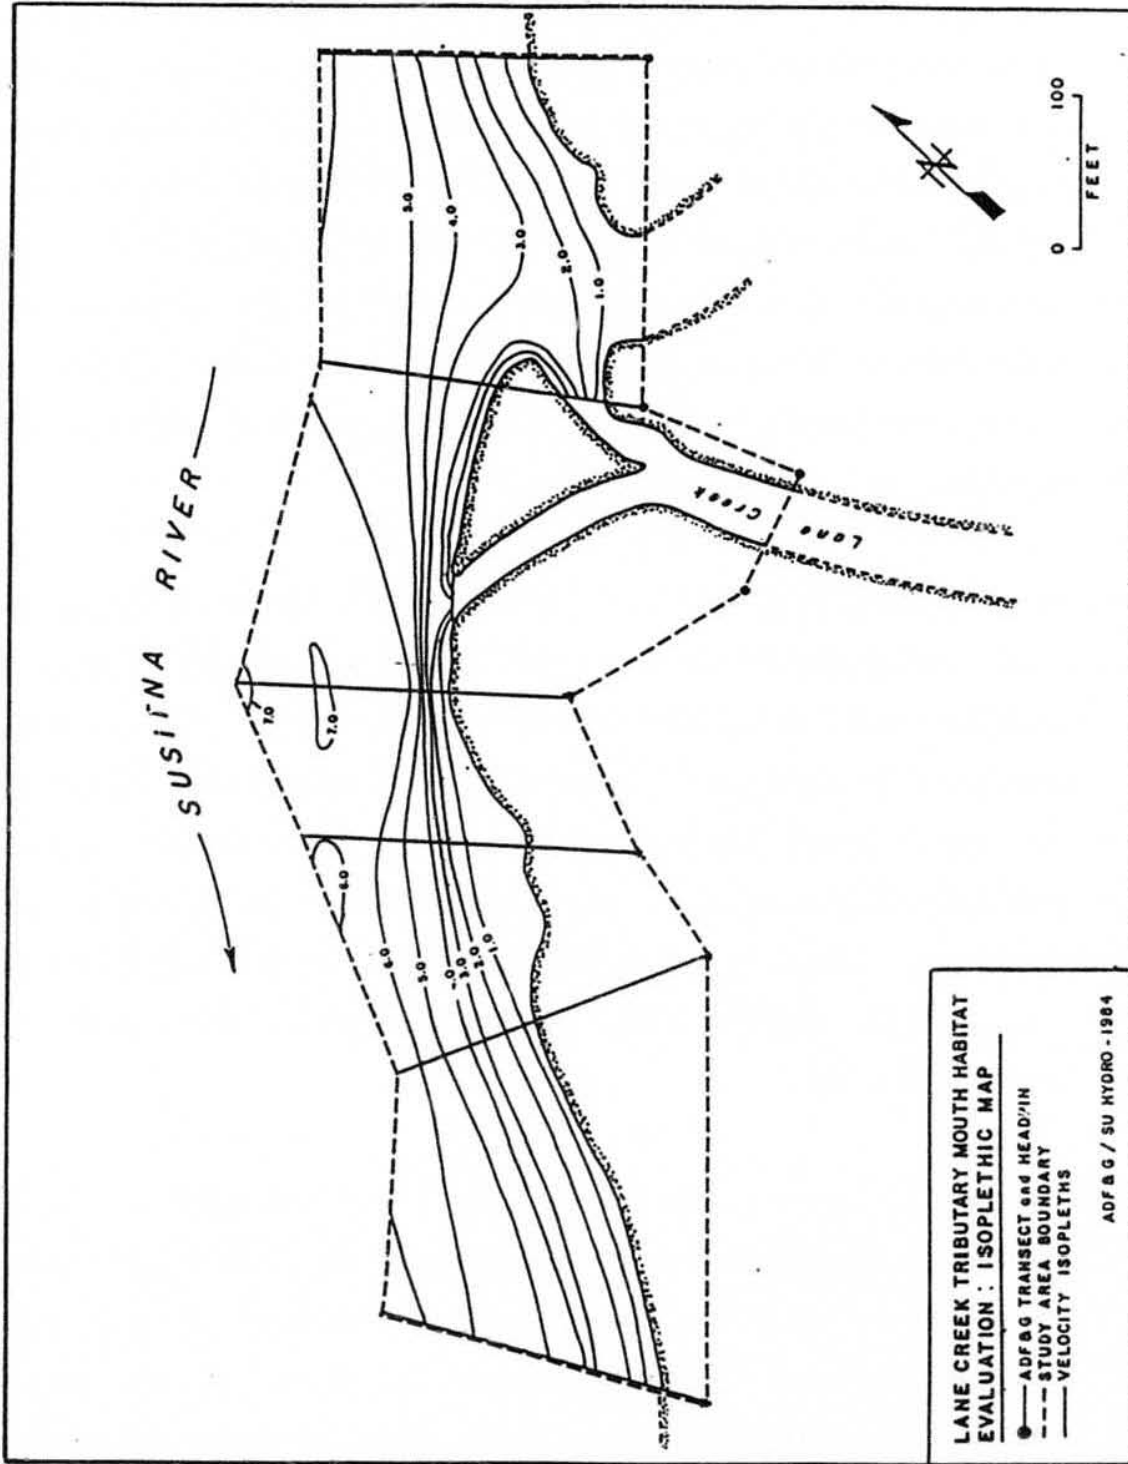 SUSITNA RIVER
7.0
7.0
6.0
6.0
5.0
3.0
2.0
1.0
5.0
4.0
3.0
2.0
1.0
Lane
Creek
N
0 100
FEET
LANE CREEK TRIBUTARY MOUTH HABITAT
EVALUATION : ISOPLETHIC MAP
ADF&G TRANSECT and HEADPIN
STUDY AREA BOUNDARY
VELOCITY ISOPLETHS
ADF&G / SU HYDRO - 1984